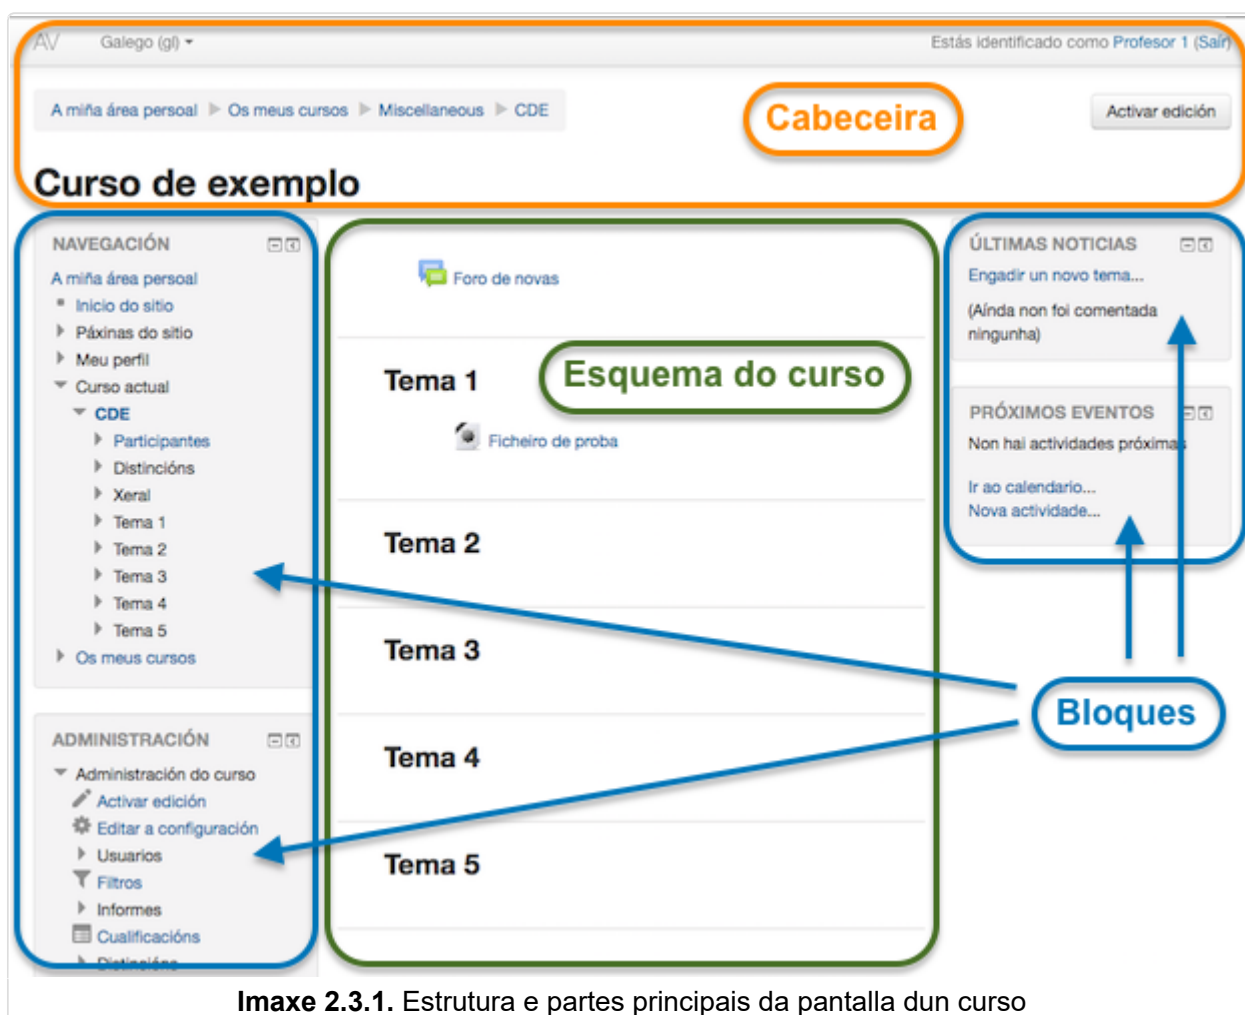 AV Galego (gl)
Estás identificado como Profesor 1 (Saír)
A miña área persoal Os meus cursos Miscellaneous CDE
Cabeceira
Activar edición
Curso de exemplo
NAVEGACIÓN
A miña área persoal
Inicio do sitio
Páxinas do sitio
Meu perfil
Curso actual
CDE
Participantes
Distincións
Xeral
Tema 1
Tema 2
Tema 3
Tema 4
Tema 5
Os meus cursos
ADMINISTRACIÓN
Administración do curso
Activar edición
Editar a configuración
Usuarios
Filtros
Informes
Cualificacións
Distincións
Foro de novas
Tema 1
Esquema do curso
Ficheiro de proba
Tema 2
Tema 3
Tema 4
Tema 5
ÚLTIMAS NOTICIAS
Engadir un novo tema...
(Aínda non foi comentada
ningunha)
PRÓXIMOS EVENTOS
Non hai actividades próximas
Ir ao calendario...
Nova actividade...
Bloques
Imaxe 2.3.1. Estrutura e partes principais da pantalla dun curso